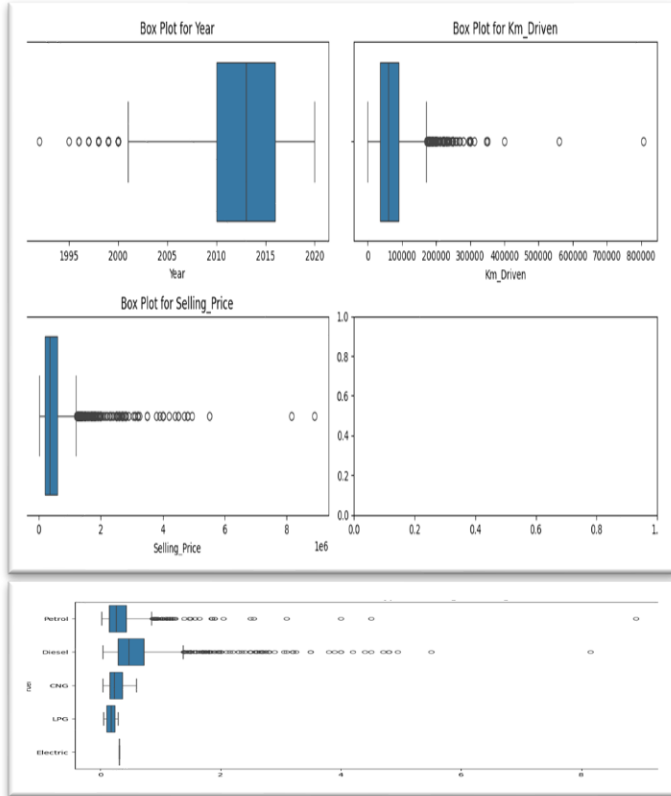 Box Plot for Year
1995 2000 2005 2010 2015 2020
Year
Box Plot for Km_Driven
0 100000 200000 300000 400000 500000 600000 700000 800000
Km_Driven
Box Plot for Selling_Price
0 2 4 6 8
1e6
Selling_Price
1.0
0.8
0.6
0.4
0.2
0.0
0.0 0.2 0.4 0.6 0.8 1.
Petrol
Diesel
CNG
LPG
Electric
0 2 4 6 8